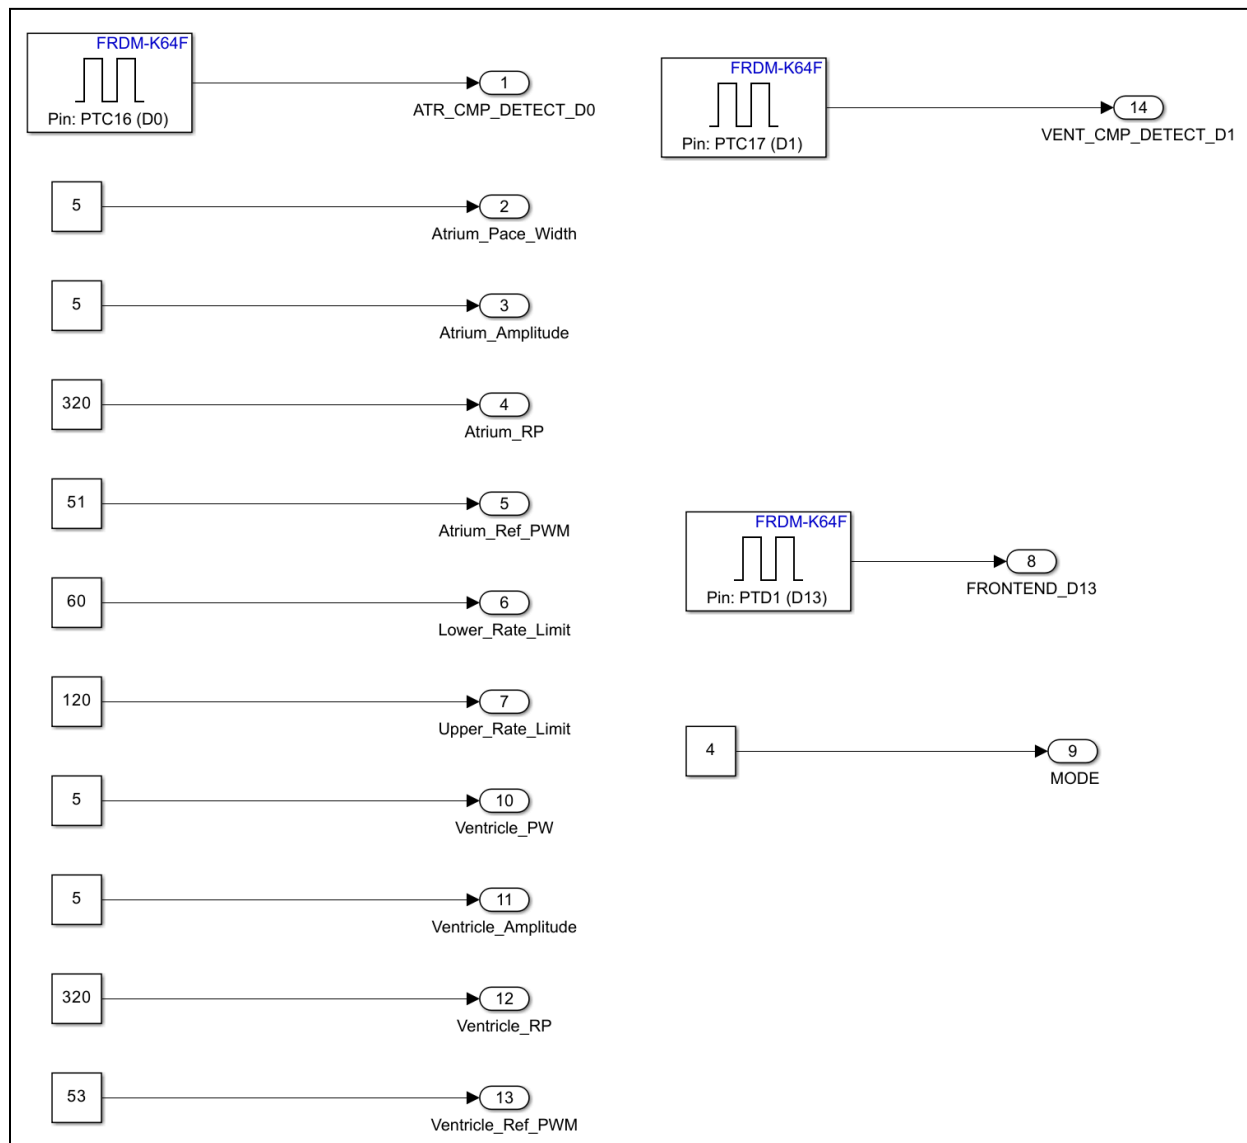 FRDM-K64F
Pin: PTC16 (D0)
1
ATR_CMP_DETECT_D0
5
2
Atrium_Pace_Width
5
3
Atrium_Amplitude
320
4
Atrium_RP
51
5
Atrium_Ref_PWM
60
6
Lower_Rate_Limit
120
7
Upper_Rate_Limit
5
10
Ventricle_PW
5
11
Ventricle_Amplitude
320
12
Ventricle_RP
53
13
Ventricle_Ref_PWM
FRDM-K64F
Pin: PTC17 (D1)
14
VENT_CMP_DETECT_D1
FRDM-K64F
Pin: PTD1 (D13)
8
FRONTEND_D13
4
9
MODE